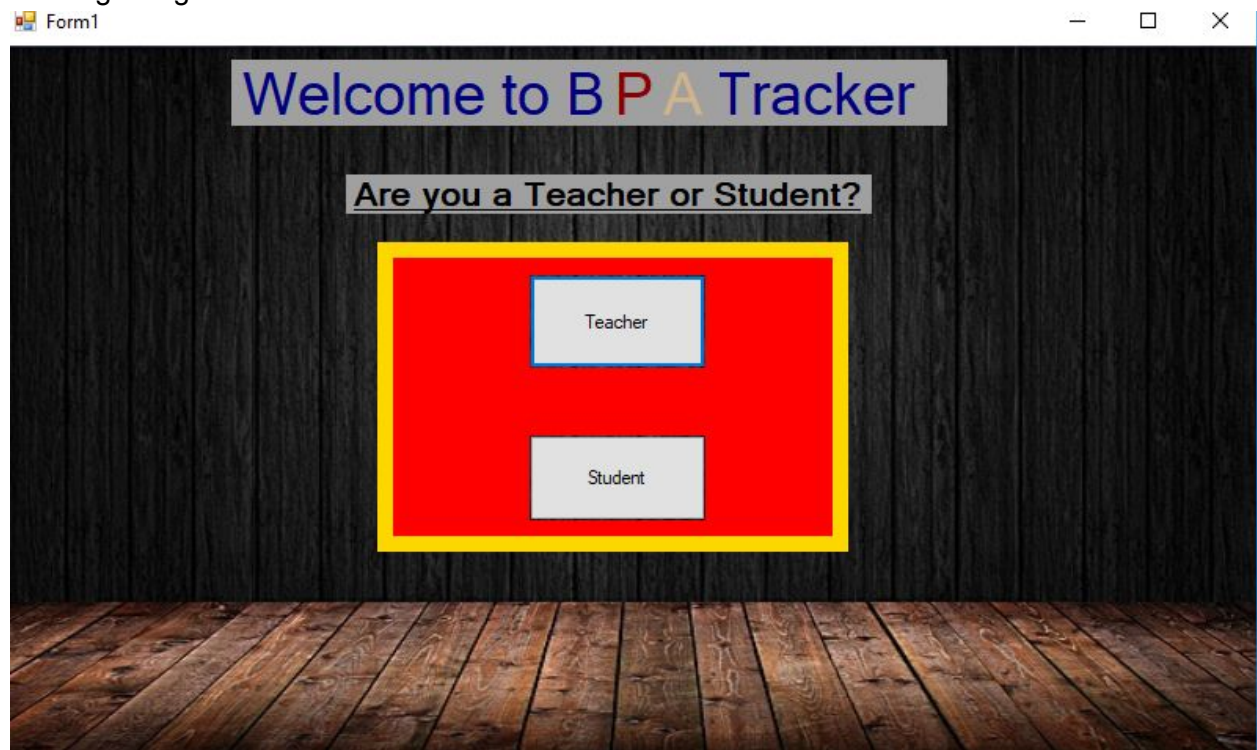 Form1
Welcome to B P A Tracker
Are you a Teacher or Student?
Teacher
Student